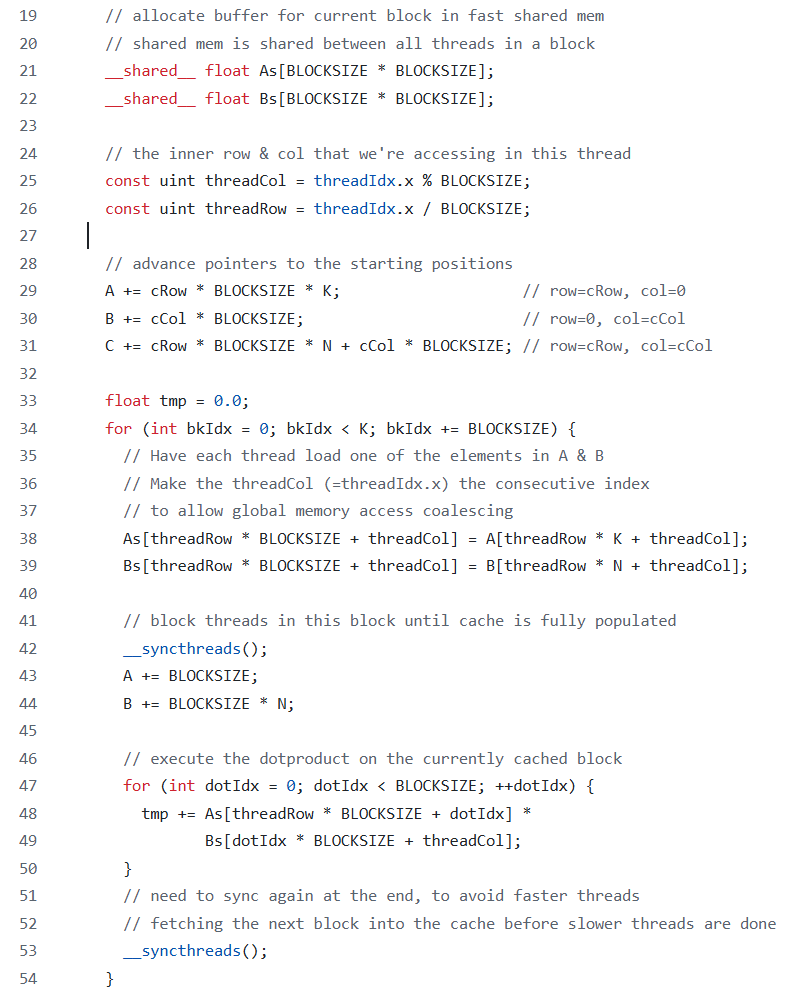 19 // allocate buffer for current block in fast shared mem
20 // shared mem is shared between all threads in a block
21 __shared__ float As[BLOCKSIZE * BLOCKSIZE];
22 __shared__ float Bs[BLOCKSIZE * BLOCKSIZE];
23
24 // the inner row & col that we're accessing in this thread
25 const uint threadCol = threadIdx.x % BLOCKSIZE;
26 const uint threadRow = threadIdx.x / BLOCKSIZE;
27
28 // advance pointers to the starting positions
29 A += cRow * BLOCKSIZE * K; // row=cRow, col=0
30 B += cCol * BLOCKSIZE; // row=0, col=cCol
31 C += cRow * BLOCKSIZE * N + cCol * BLOCKSIZE; // row=cRow, col=cCol
32
33 float tmp = 0.0;
34 for (int bkIdx = 0; bkIdx < K; bkIdx += BLOCKSIZE) {
35 // Have each thread load one of the elements in A & B
36 // Make the threadCol (=threadIdx.x) the consecutive index
37 // to allow global memory access coalescing
38 As[threadRow * BLOCKSIZE + threadCol] = A[threadRow * K + threadCol];
39 Bs[threadRow * BLOCKSIZE + threadCol] = B[threadRow * N + threadCol];
40
41 // block threads in this block until cache is fully populated
42 __syncthreads();
43 A += BLOCKSIZE;
44 B += BLOCKSIZE * N;
45
46 // execute the dotproduct on the currently cached block
47 for (int dotIdx = 0; dotIdx < BLOCKSIZE; ++dotIdx) {
48 tmp += As[threadRow * BLOCKSIZE + dotIdx] *
49 Bs[dotIdx * BLOCKSIZE + threadCol];
50 }
51 // need to sync again at the end, to avoid faster threads
52 // fetching the next block into the cache before slower threads are done
53 __syncthreads();
54 }